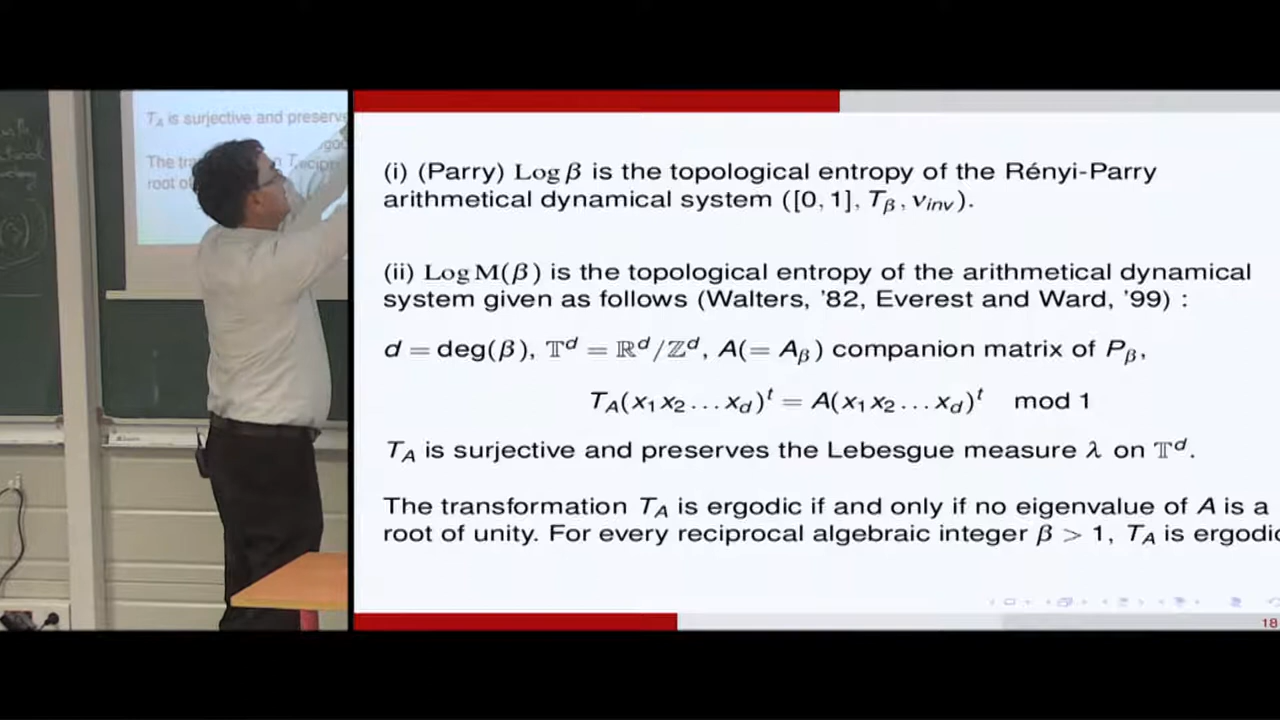 T_A is surjective and preserve
The tra
root of
(i) (Parry) Log β is the topological entropy of the Rényi-Parry
arithmetical dynamical system ([0, 1], T_β, ν_inv).
(ii) Log M(β) is the topological entropy of the arithmetical dynamical
system given as follows (Walters, '82, Everest and Ward, '99) :
d = deg(β), 𝕋^d = ℝ^d/ℤ^d, A(= A_β) companion matrix of P_β,
T_A(x_1 x_2 … x_d)^t = A(x_1 x_2 … x_d)^t mod 1
T_A is surjective and preserves the Lebesgue measure λ on 𝕋^d.
The transformation T_A is ergodic if and only if no eigenvalue of A is a
root of unity. For every reciprocal algebraic integer β > 1, T_A is ergodic
18